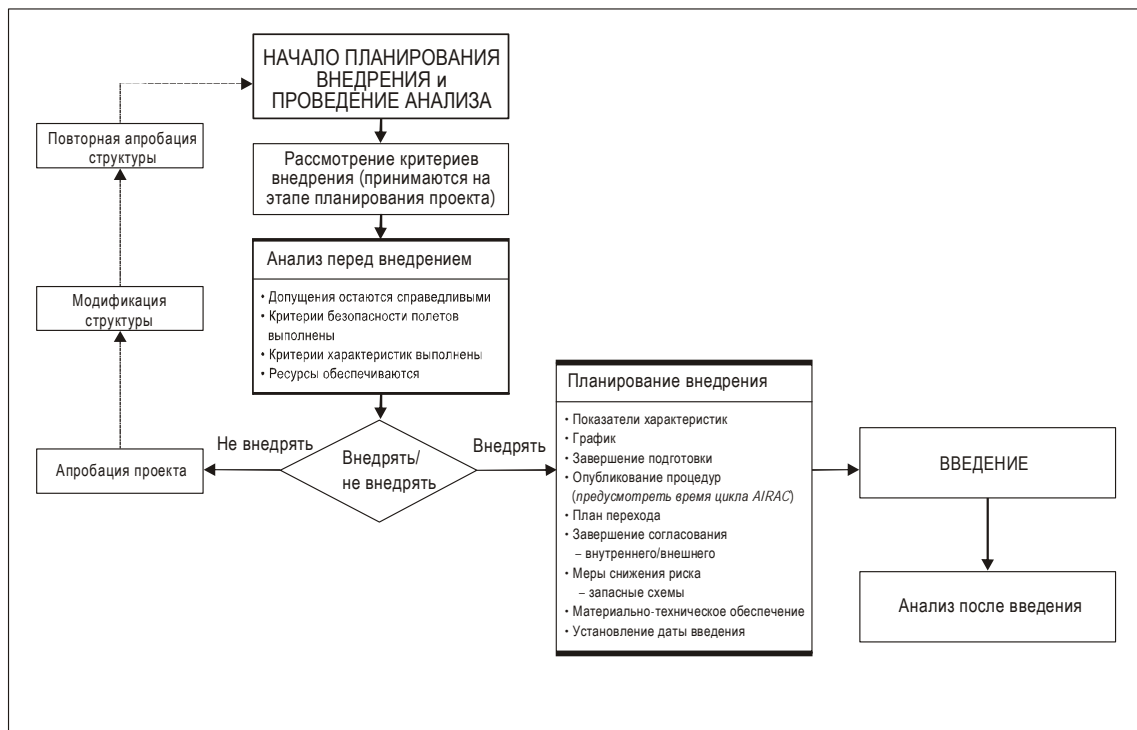 НАЧАЛО ПЛАНИРОВАНИЯ
ВНЕДРЕНИЯ и
ПРОВЕДЕНИЕ АНАЛИЗА
Рассмотрение критериев
внедрения (принимаются на
этапе планирования проекта)
Анализ перед внедрением
• Допущения остаются справедливыми
• Критерии безопасности полетов
выполнены
• Критерии характеристик выполнены
• Ресурсы обеспечиваются
Внедрять/
не внедрять
Не внедрять
Апробация проекта
Модификация
структуры
Повторная апробация
структуры
Внедрять
Планирование внедрения
• Показатели характеристик
• График
• Завершение подготовки
• Опубликование процедур
(предусмотреть время цикла AIRAC)
• План перехода
• Завершение согласования
– внутреннего/внешнего
• Меры снижения риска
– запасные схемы
• Материально-техническое обеспечение
• Установление даты введения
ВВЕДЕНИЕ
Анализ после введения